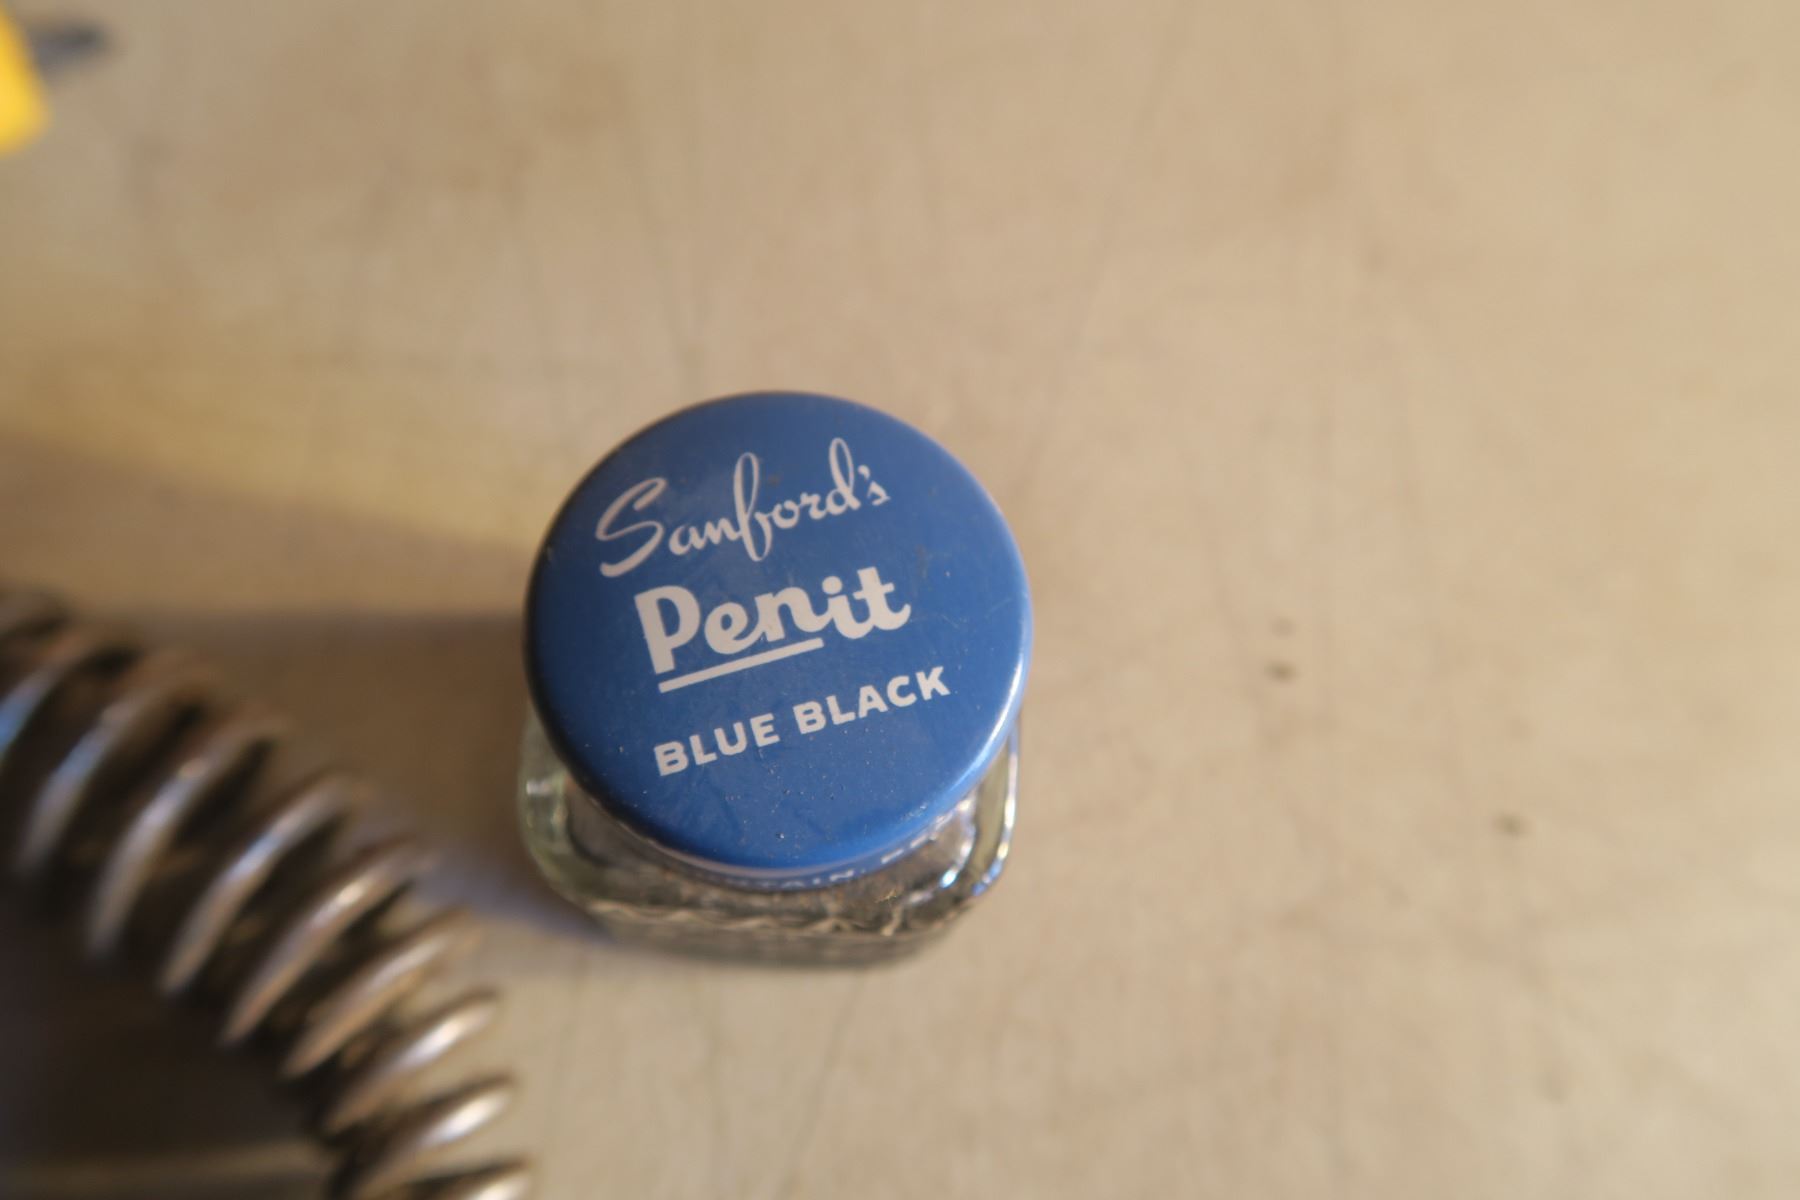 Sanford's
Penit
BLUE BLACK